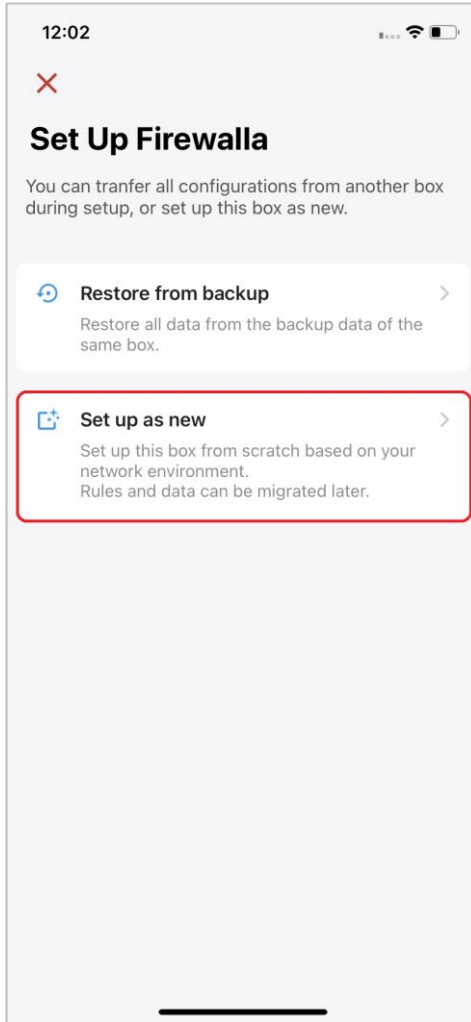 12:02
Set Up Firewalla
You can tranfer all configurations from another box
during setup, or set up this box as new.
Restore from backup
Restore all data from the backup data of the
same box.
Set up as new
Set up this box from scratch based on your
network environment.
Rules and data can be migrated later.